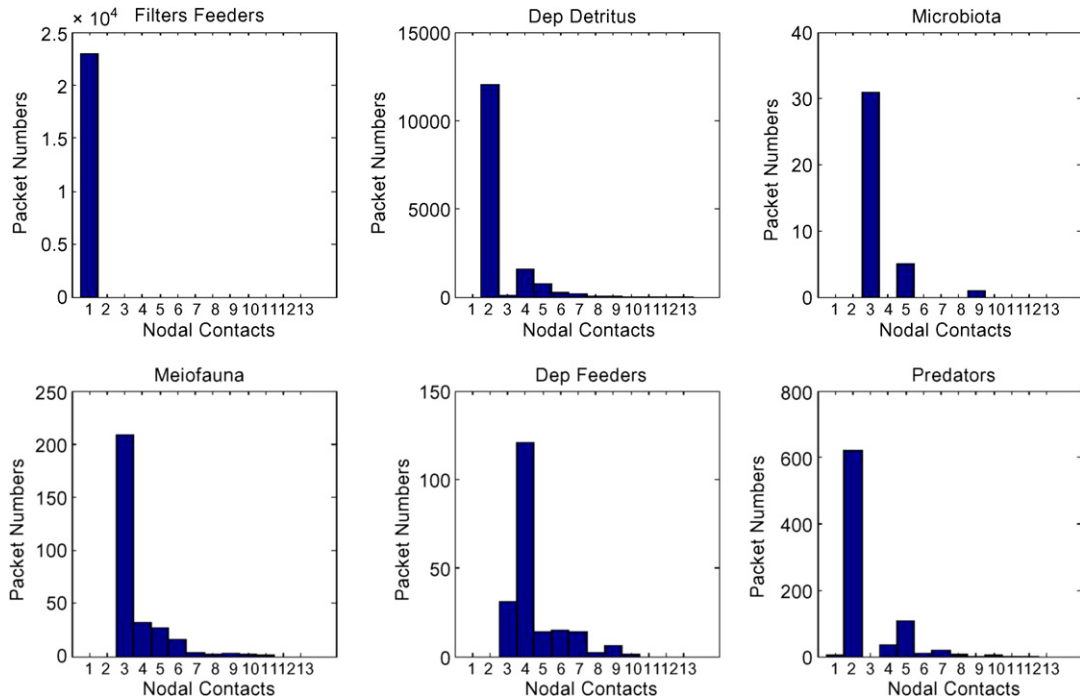 × 10⁴ Filters Feeders
2.5
2
1.5
1
0.5
0
Packet Numbers
1 2 3 4 5 6 7 8 9 10 11 12 13
Nodal Contacts
Dep Detritus
15000
10000
5000
0
Packet Numbers
1 2 3 4 5 6 7 8 9 10 11 12 13
Nodal Contacts
Microbiota
40
30
20
10
0
Packet Numbers
1 2 3 4 5 6 7 8 9 10 11 12 13
Nodal Contacts
Meiofauna
250
200
150
100
50
0
Packet Numbers
1 2 3 4 5 6 7 8 9 10 11 12 13
Nodal Contacts
Dep Feeders
150
100
50
0
Packet Numbers
1 2 3 4 5 6 7 8 9 10 11 12 13
Nodal Contacts
Predators
800
600
400
200
0
Packet Numbers
1 2 3 4 5 6 7 8 9 10 11 12 13
Nodal Contacts